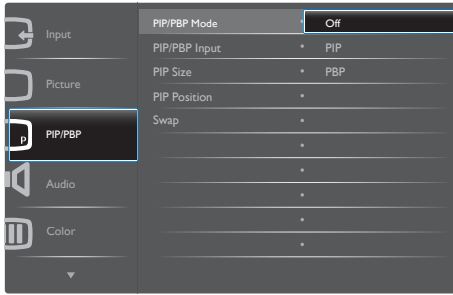 Input
Picture
P
PIP/PBP
Audio
Color
PIP/PBP Mode • Off
PIP/PBP Input • PIP
PIP Size • PBP
PIP Position •
Swap •
•
•
•
•
•